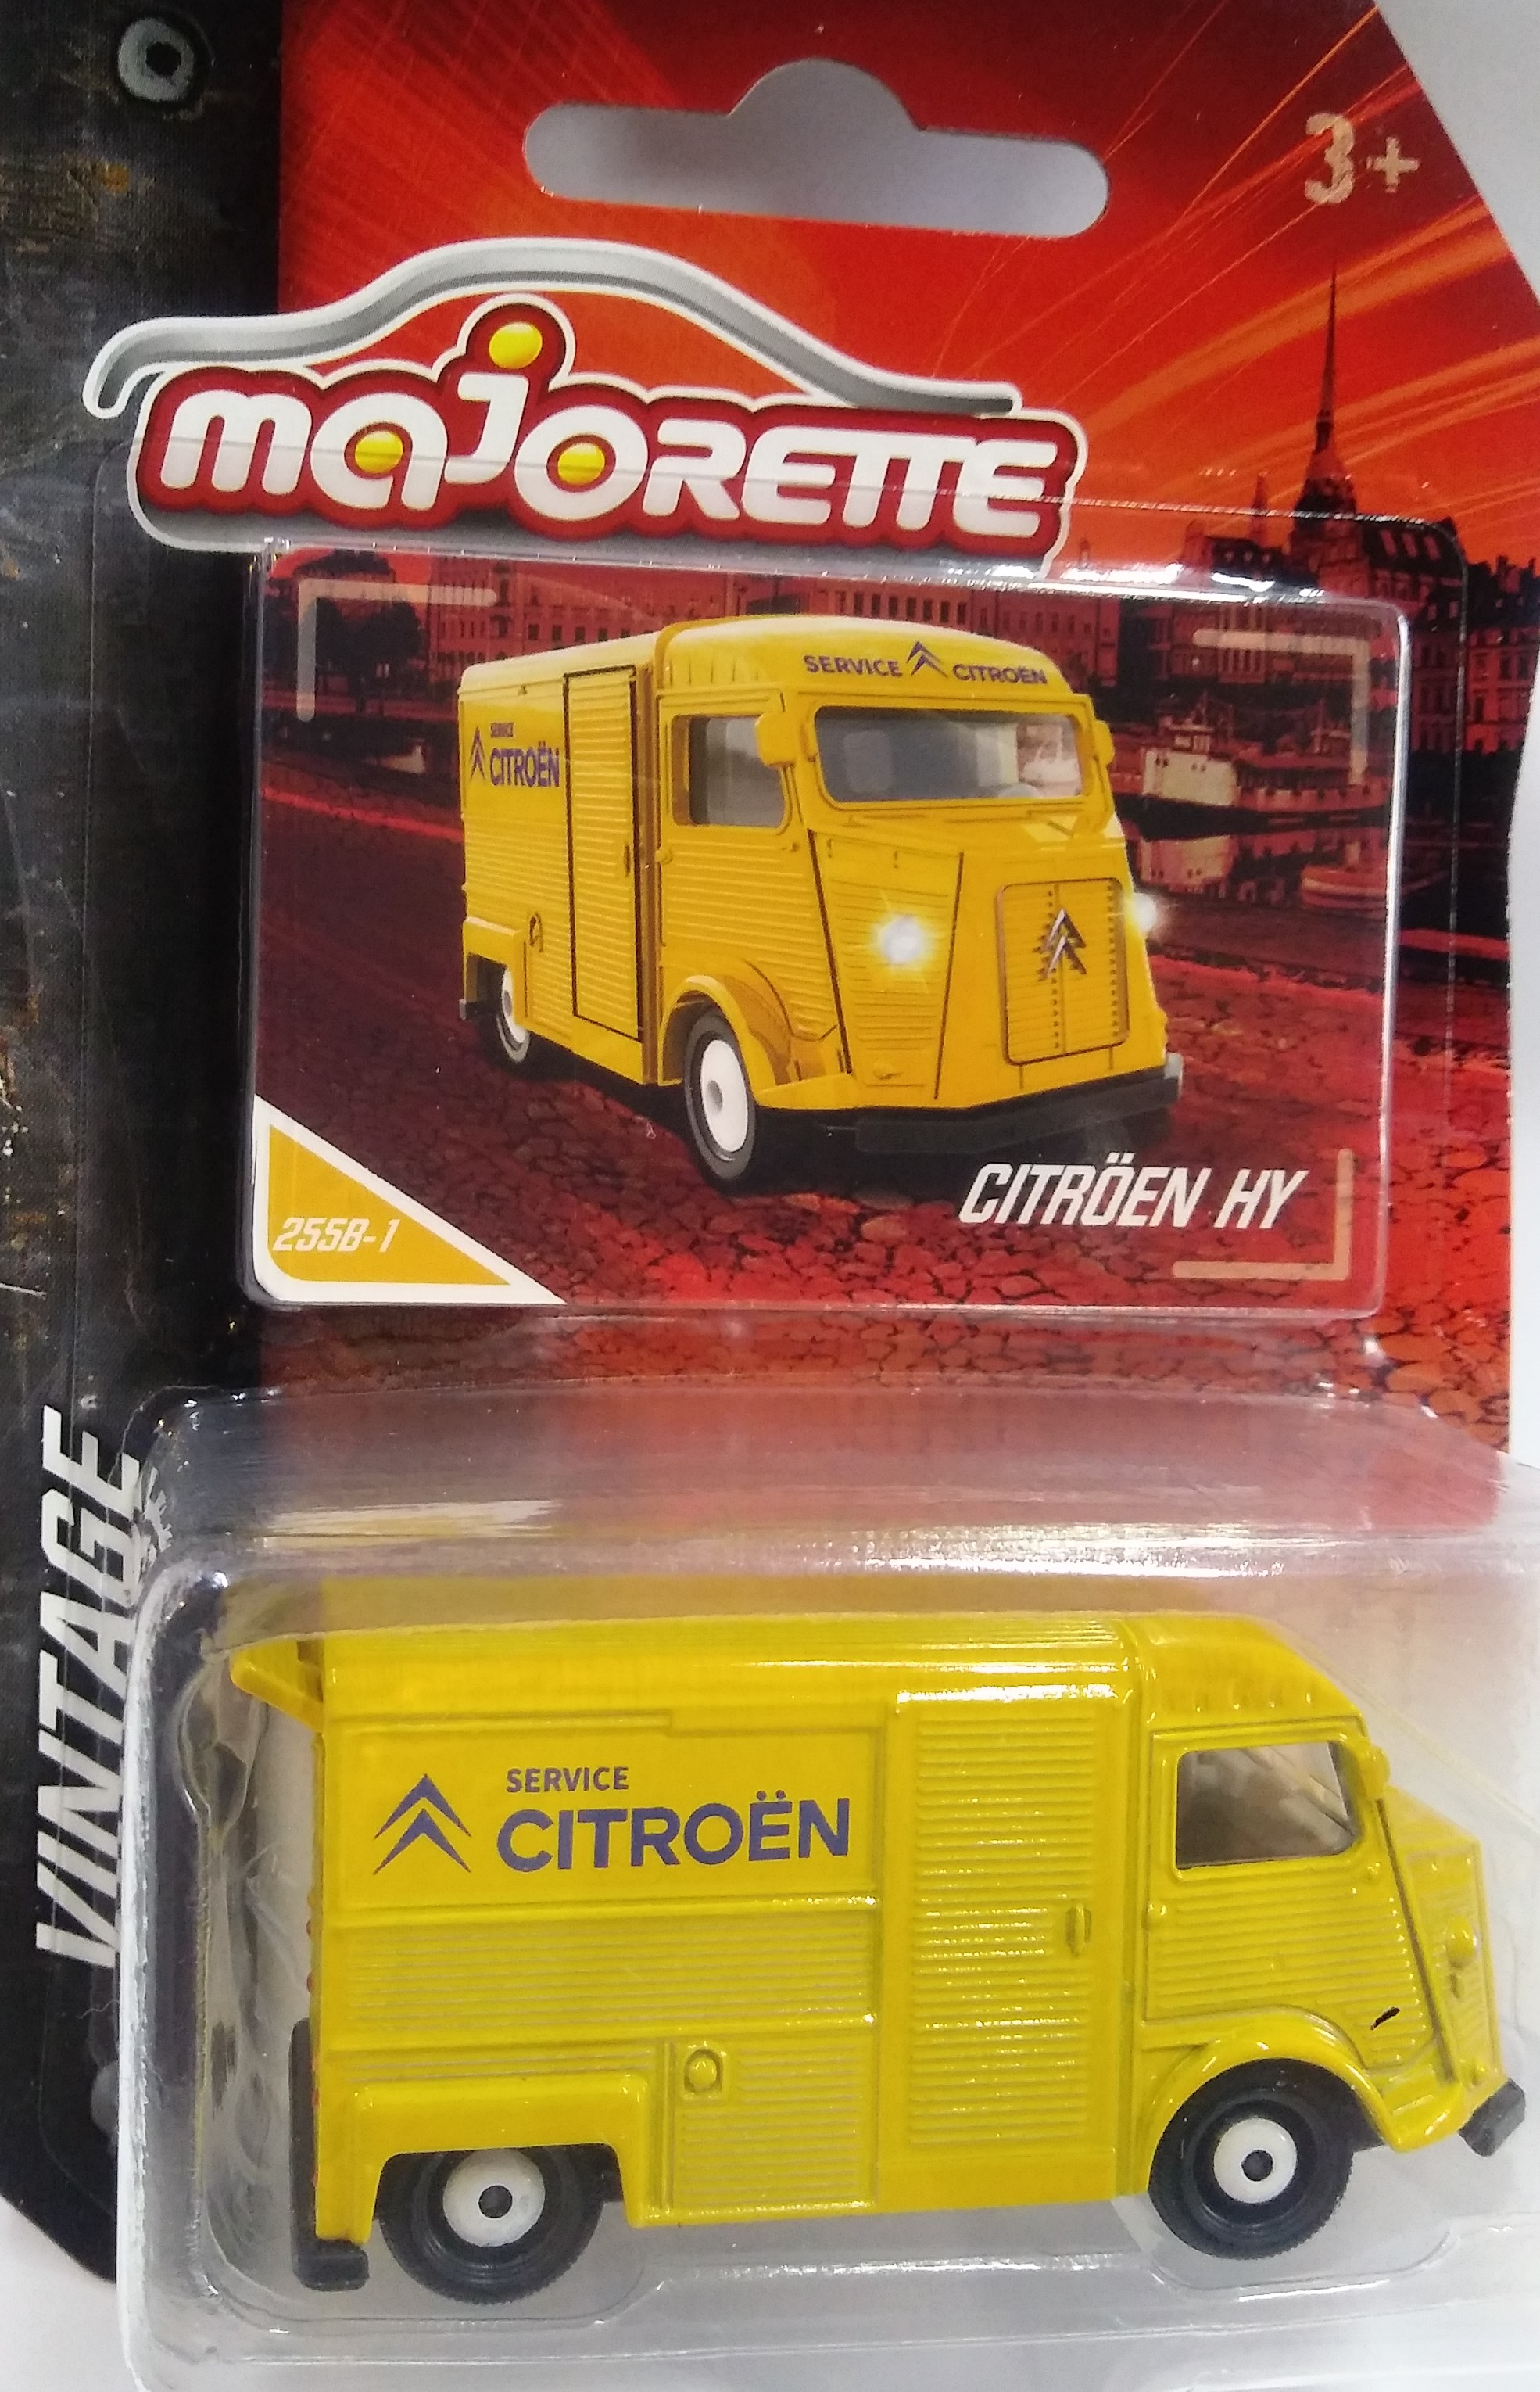 3+
majorette
SERVICE CITROËN
SERVICE
CITROËN
CITRÖEN HY
255B-1
VINTAGE
SERVICE
CITROËN